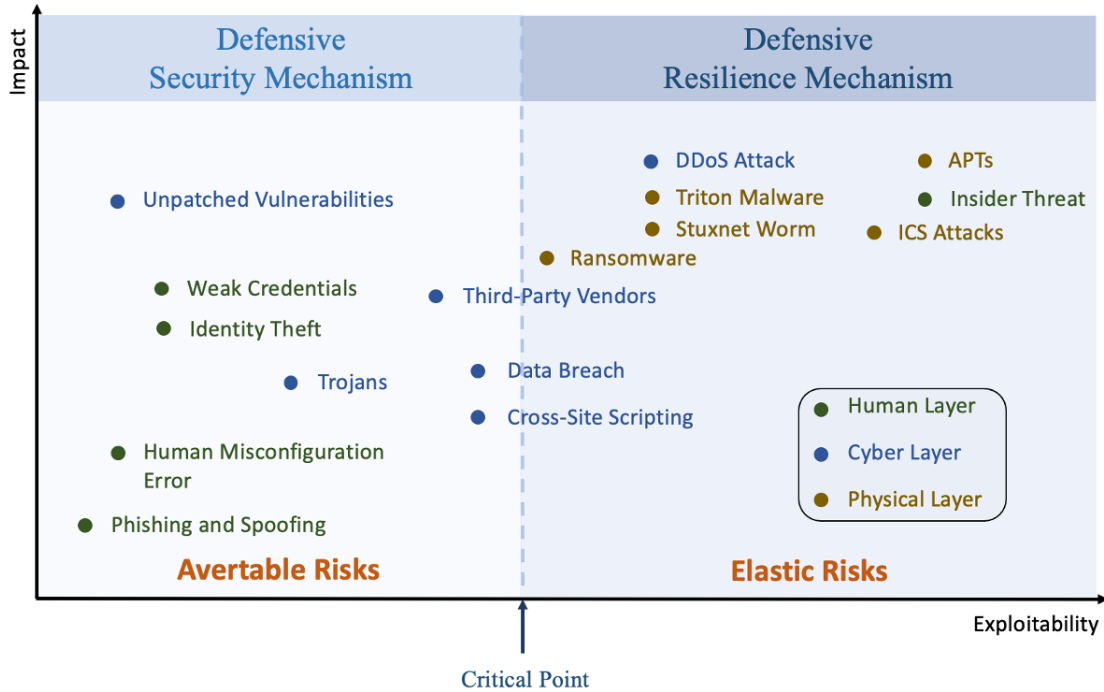 Impact
Defensive
Security Mechanism
Defensive
Resilience Mechanism
DDoS Attack
APTs
Unpatched Vulnerabilities
Triton Malware
Insider Threat
Stuxnet Worm
ICS Attacks
Ransomware
Weak Credentials
Third-Party Vendors
Identity Theft
Trojans
Data Breach
Cross-Site Scripting
Human Layer
Cyber Layer
Physical Layer
Human Misconfiguration
Error
Phishing and Spoofing
Avertable Risks
Elastic Risks
Exploitability
Critical Point